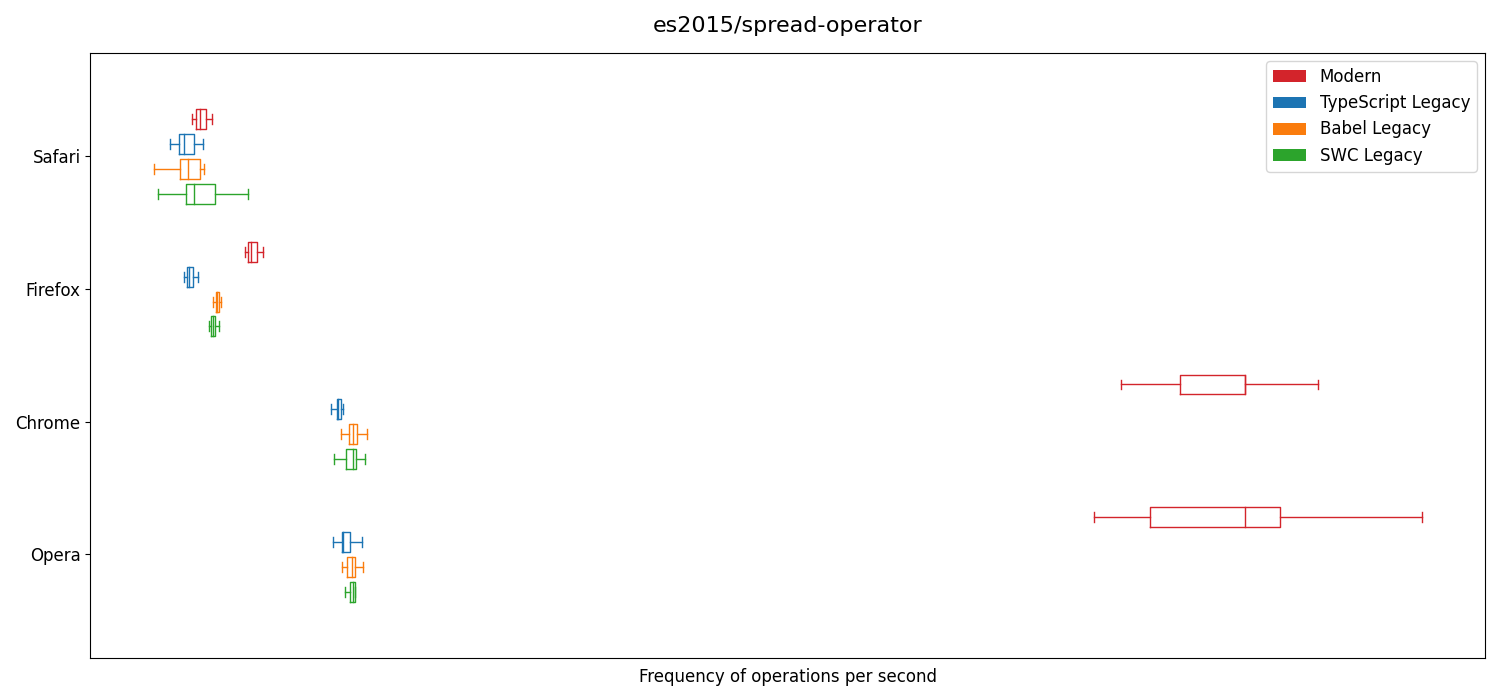 es2015/spread-operator
Modern
TypeScript Legacy
Babel Legacy
SWC Legacy
Safari
Firefox
Chrome
Opera
Frequency of operations per second